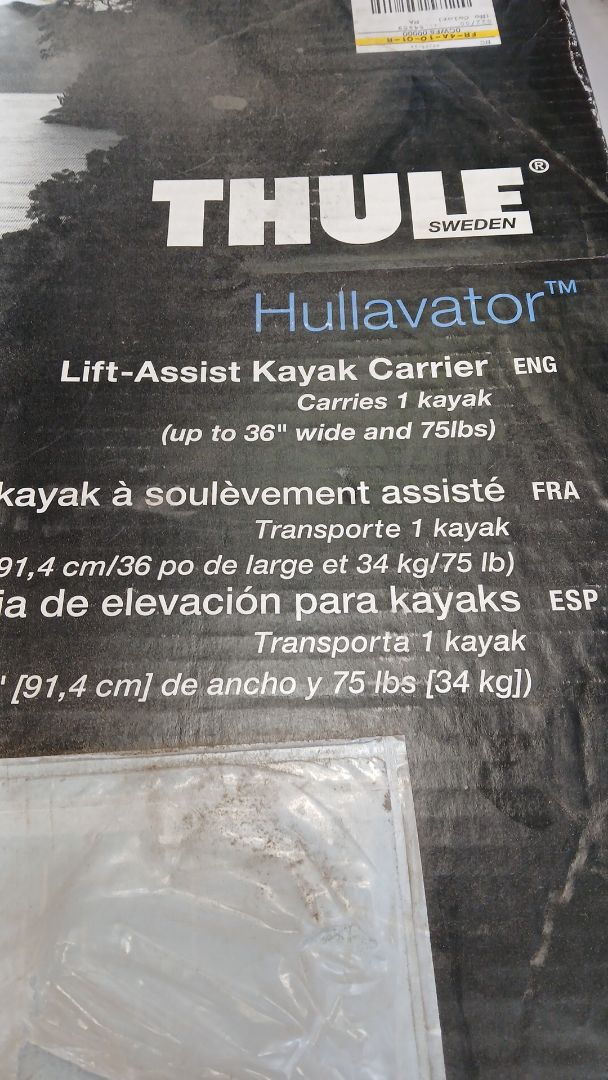 THULE®
SWEDEN
Hullavator™
Lift-Assist Kayak Carrier ENG
Carries 1 kayak
(up to 36" wide and 75lbs)
kayak à soulèvement assisté FRA
Transporte 1 kayak
91,4 cm/36 po de large et 34 kg/75 lb)
ia de elevación para kayaks ESP
Transporta 1 kayak
" [91,4 cm] de ancho y 75 lbs [34 kg])